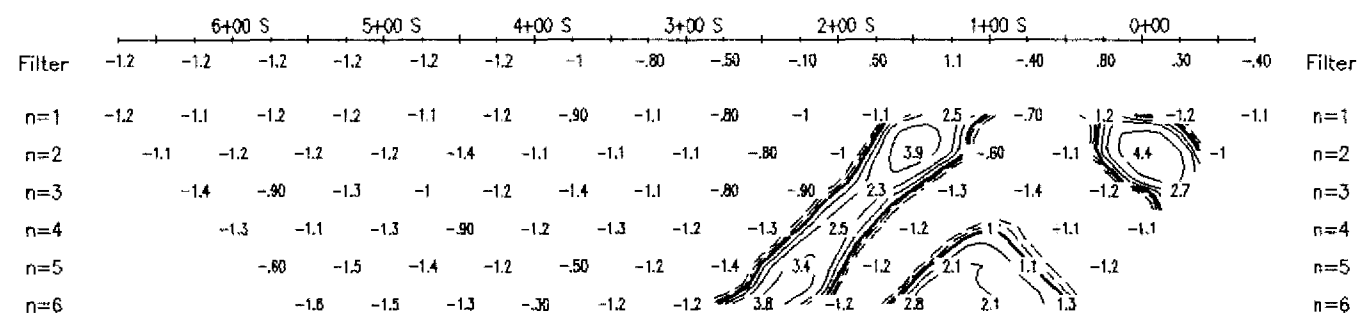 6+00 S 5+00 S 4+00 S 3+00 S 2+00 S 1+00 S 0+00
Filter -1.2 -1.2 -1.2 -1.2 -1.2 -1.2 -1 -.80 -.50 -.10 .50 1.1 -.40 .80 .30 -.40 Filter
n=1 -1.2 -1.1 -1.2 -1.2 -1.1 -1.2 -.90 -1.1 -.80 -1 -1.1 2.5 -.70 1.2 -1.2 -1.1 n=1
n=2 -1.1 -1.2 -1.2 -1.2 -1.4 -1.1 -1.1 -1.1 -.80 -1 3.9 -.60 -1.1 4.4 -1 n=2
n=3 -1.4 -.90 -1.3 -1 -1.2 -1.4 -1.1 -.80 -.90 2.3 -1.3 -1.4 -1.2 2.7 n=3
n=4 -1.3 -1.1 -1.3 -.90 -1.2 -1.3 -1.2 -1.3 2.5 -1.2 1 -1.1 -1.1 n=4
n=5 -.60 -1.5 -1.4 -1.2 -.50 -1.2 -1.4 3.4 -1.2 2.1 1.1 -1.2 n=5
n=6 -1.6 -1.5 -1.3 -.30 -1.2 -1.2 3.8 -1.2 2.8 2.1 1.3 n=6